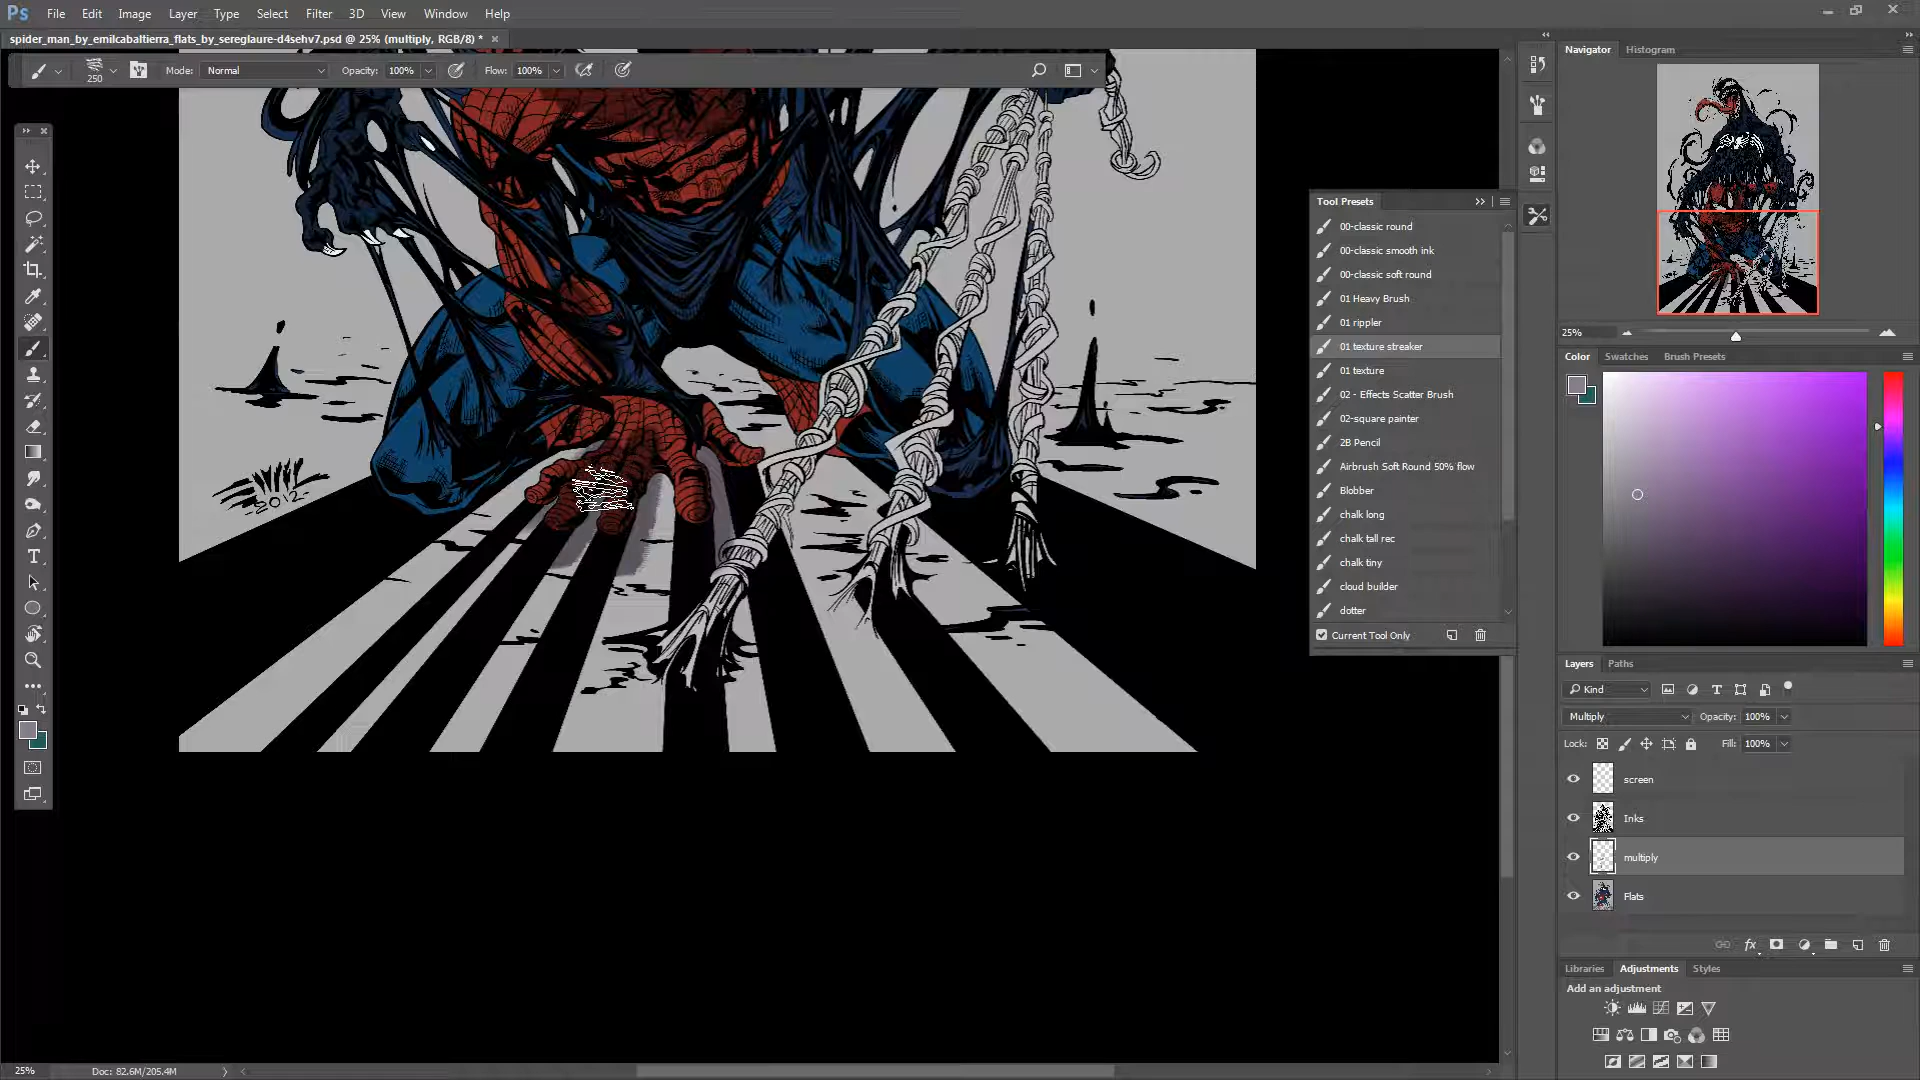 Ps File Edit Image Layer Type Select Filter 3D View Window Help
spider_man_by_emilcabaltierra_flats_by_sereglaure-d4sehv7.psd @ 25% (multiply, RGB/8) *
250 Mode: Normal Opacity: 100% Flow: 100%
Navigator Histogram
25%
Tool Presets
00-classic round
00-classic smooth ink
00-classic soft round
01 Heavy Brush
01 rippler
01 texture streaker
01 texture
02 - Effects Scatter Brush
02-square painter
2B Pencil
Airbrush Soft Round 50% flow
Blobber
chalk long
chalk tall rec
chalk tiny
cloud builder
dotter
Current Tool Only
Color Swatches Brush Presets
2012
Layers Paths
Kind
Multiply Opacity: 100%
Lock: Fill: 100%
screen
Inks
multiply
Flats
fx
Libraries Adjustments Styles
Add an adjustment
25% Doc: 82.6M/205.4M